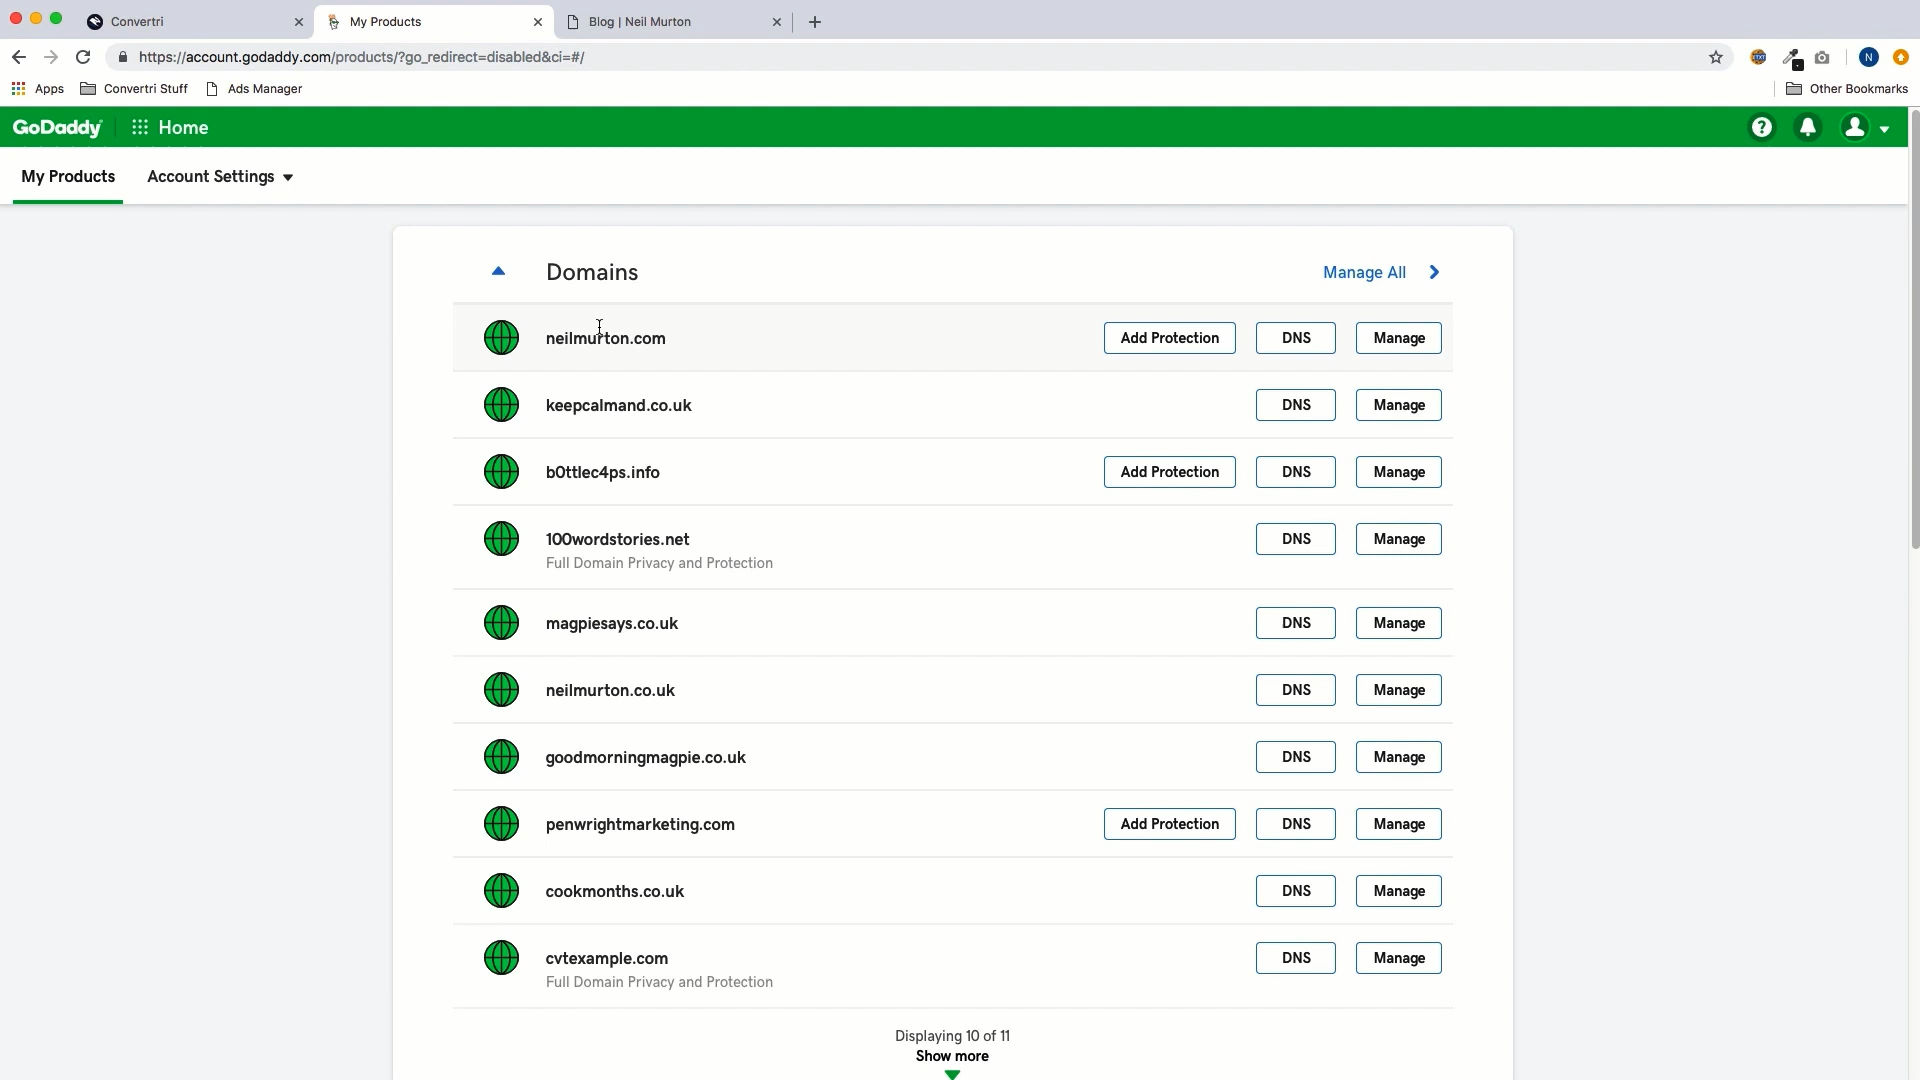 Convertri
My Products
Blog | Neil Murton
https://account.godaddy.com/products/?go_redirect=disabled&ci=#/
N
Apps
Convertri Stuff
Ads Manager
Other Bookmarks
GoDaddy
Home
?
My Products
Account Settings
Domains
Manage All
neilmurton.com
Add Protection
DNS
Manage
keepcalmand.co.uk
DNS
Manage
b0ttlec4ps.info
Add Protection
DNS
Manage
100wordstories.net
Full Domain Privacy and Protection
DNS
Manage
magpiesays.co.uk
DNS
Manage
neilmurton.co.uk
DNS
Manage
goodmorningmagpie.co.uk
DNS
Manage
penwrightmarketing.com
Add Protection
DNS
Manage
cookmonths.co.uk
DNS
Manage
cvtexample.com
Full Domain Privacy and Protection
DNS
Manage
Displaying 10 of 11
Show more